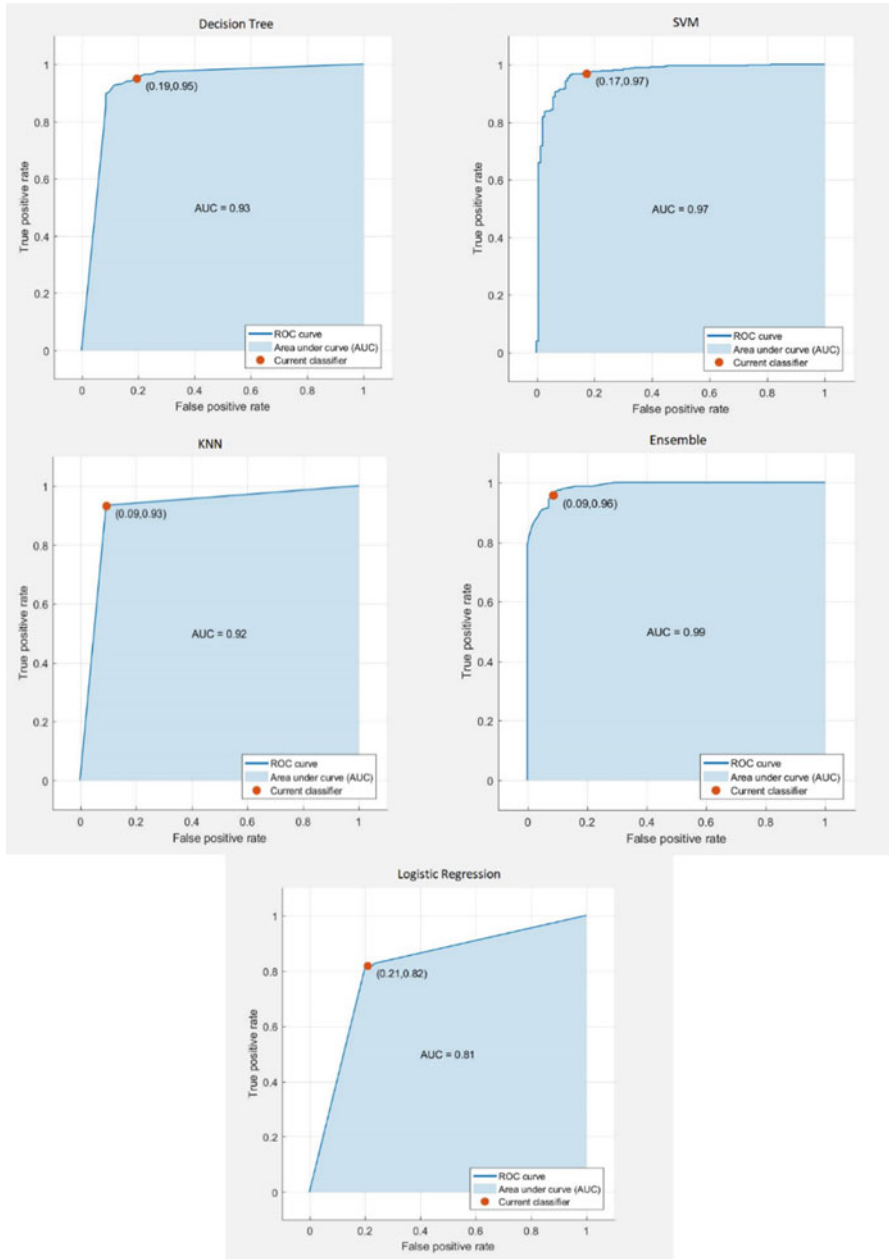 Decision Tree
1
0.8
0.6
0.4
0.2
0
True positive rate
(0.19,0.95)
AUC = 0.93
ROC curve
Area under curve (AUC)
Current classifier
0
0.2
0.4
0.6
0.8
1
False positive rate
SVM
1
0.8
0.6
0.4
0.2
0
True positive rate
(0.17,0.97)
AUC = 0.97
ROC curve
Area under curve (AUC)
Current classifier
0
0.2
0.4
0.6
0.8
1
False positive rate
KNN
1
0.8
0.6
0.4
0.2
0
True positive rate
(0.09,0.93)
AUC = 0.92
ROC curve
Area under curve (AUC)
Current classifier
0
0.2
0.4
0.6
0.8
1
False positive rate
Ensemble
1
0.8
0.6
0.4
0.2
0
True positive rate
(0.09,0.96)
AUC = 0.99
ROC curve
Area under curve (AUC)
Current classifier
0
0.2
0.4
0.6
0.8
1
False positive rate
Logistic Regression
1
0.8
0.6
0.4
0.2
0
True positive rate
(0.21,0.82)
AUC = 0.81
ROC curve
Area under curve (AUC)
Current classifier
0
0.2
0.4
0.6
0.8
1
False positive rate